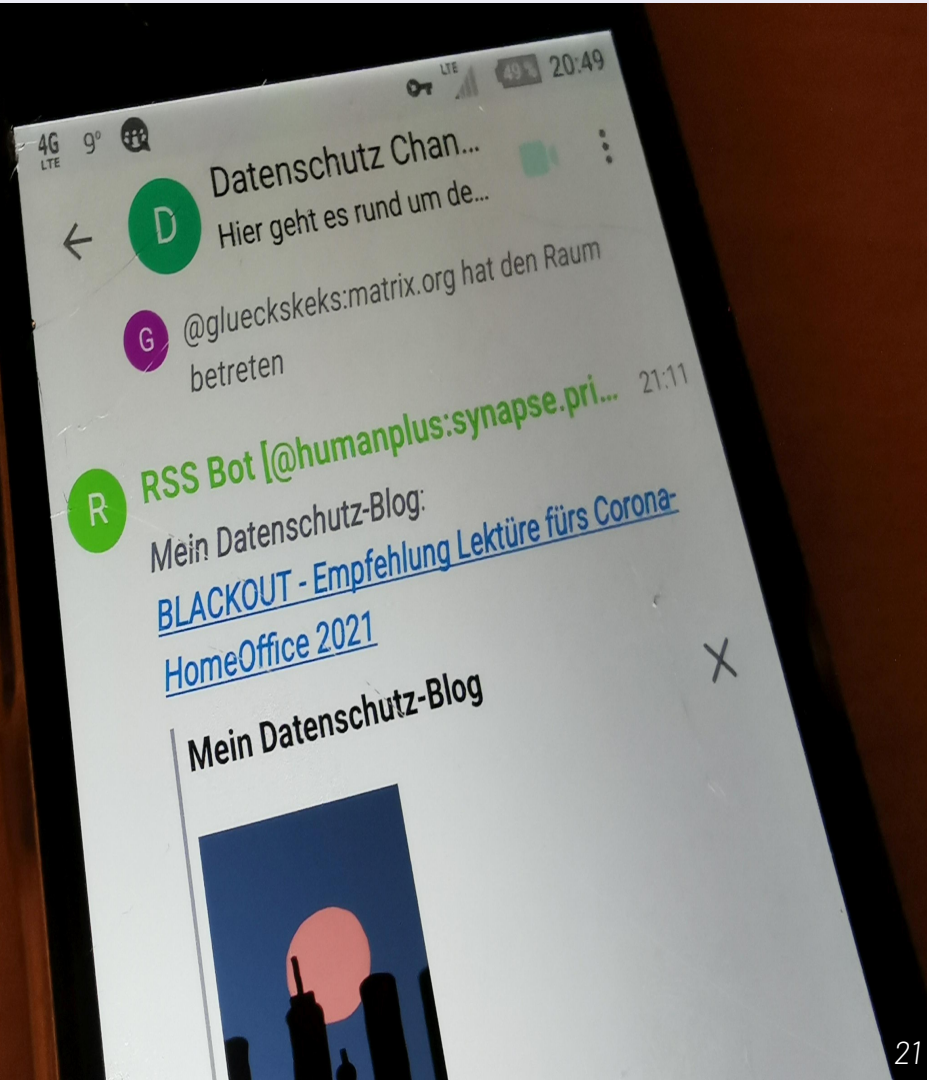 LTE
49%
20:49
4G
LTE
9°
D
Datenschutz Chan...
Hier geht es rund um de...
G
@glueckskeks:matrix.org hat den Raum
betreten
R
RSS Bot [@humanplus:synapse.pri...
21:11
Mein Datenschutz-Blog:
BLACKOUT - Empfehlung Lektüre fürs Corona-
HomeOffice 2021
Mein Datenschutz-Blog
21